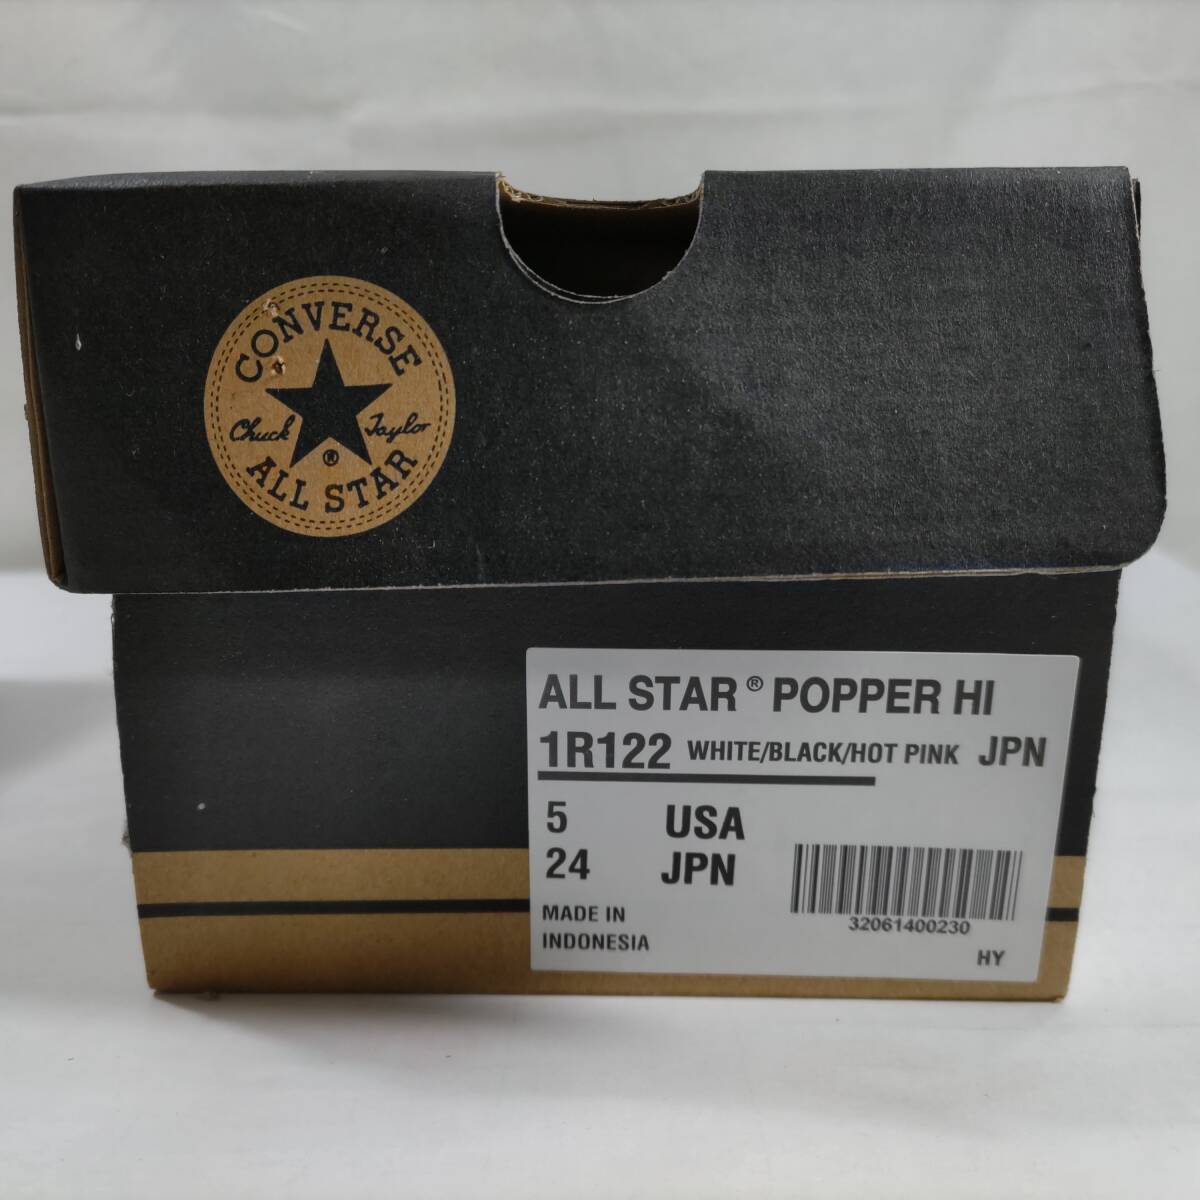 CONVERSE
Chuck Taylor
®
ALL STAR
ALL STAR® POPPER HI
1R122 WHITE/BLACK/HOT PINK JPN
5 USA
24 JPN
MADE IN
INDONESIA
32061400230
HY